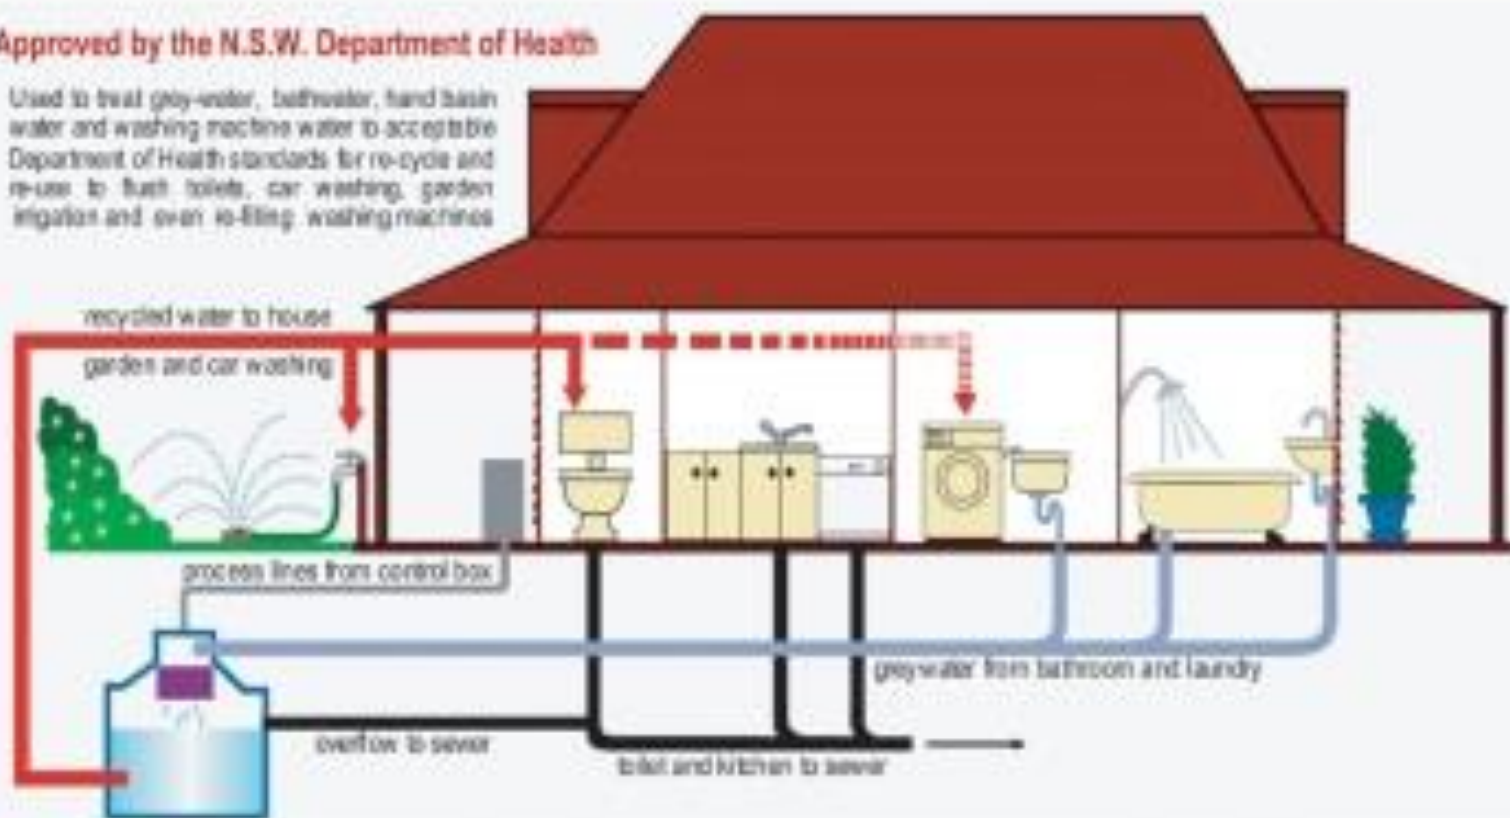 Approved by the N.S.W. Department of Health
Used to treat grey-water, bathwater, hand basin
water and washing machine water to acceptable
Department of Health standards for re-cycle and
re-use to flush toilets, car washing, garden
irrigation and even re-filling washing machines
recycled water to house
garden and car washing
process lines from control box
greywater from bathroom and laundry
overflow to sewer
toilet and kitchen to sewer